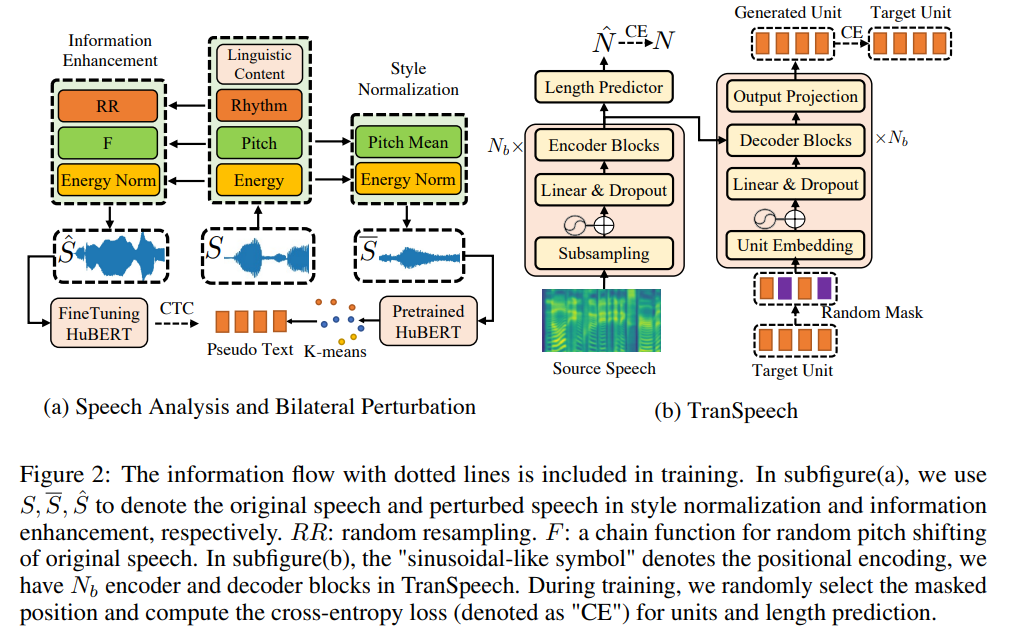 Information
Enhancement
RR
F
Energy Norm
Linguistic
Content
Rhythm
Pitch
Energy
Style
Normalization
Pitch Mean
Energy Norm
Ŝ
S
S̅
FineTuning
HuBERT
CTC
Pseudo Text
K-means
Pretrained
HuBERT
(a) Speech Analysis and Bilateral Perturbation
N̂ CE N
Length Predictor
N_b×
Encoder Blocks
Linear & Dropout
Subsampling
Source Speech
Generated Unit
Target Unit
CE
Output Projection
Decoder Blocks
×N_b
Linear & Dropout
Unit Embedding
Random Mask
Target Unit
(b) TranSpeech
Figure 2: The information flow with dotted lines is included in training. In subfigure(a), we use
S, S̅, Ŝ to denote the original speech and perturbed speech in style normalization and information
enhancement, respectively. RR: random resampling. F: a chain function for random pitch shifting
of original speech. In subfigure(b), the "sinusoidal-like symbol" denotes the positional encoding, we
have N_b encoder and decoder blocks in TranSpeech. During training, we randomly select the masked
position and compute the cross-entropy loss (denoted as "CE") for units and length prediction.